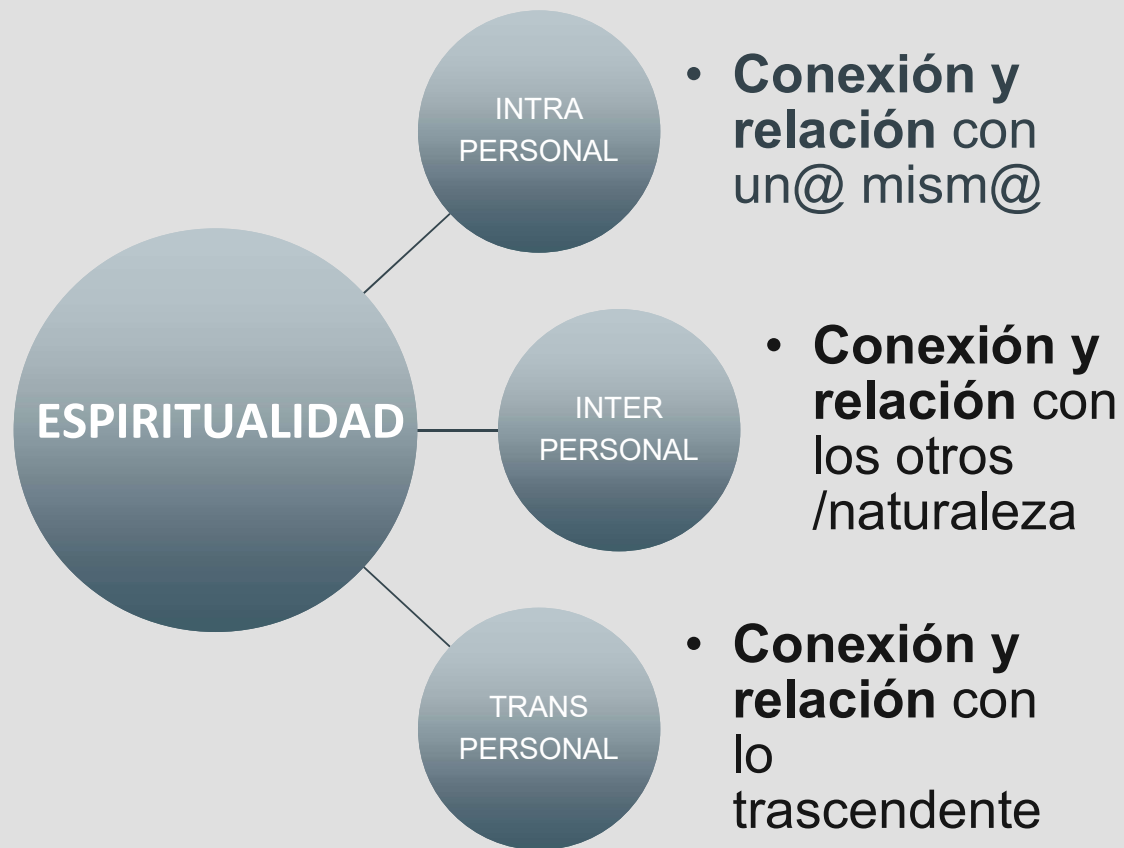 INTRA
PERSONAL
• Conexión y
relación con
un@ mism@
ESPIRITUALIDAD
INTER
PERSONAL
• Conexión y
relación con
los otros
/naturaleza
TRANS
PERSONAL
• Conexión y
relación con
lo
trascendente